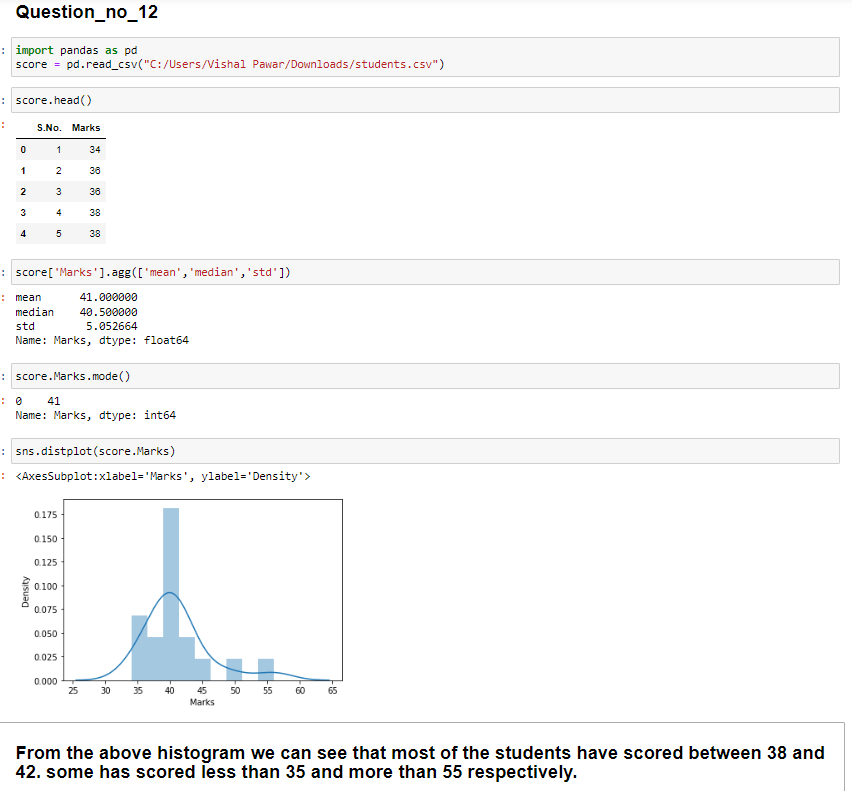 Question_no_12
: import pandas as pd
score = pd.read_csv("C:/Users/Vishal Pawar/Downloads/students.csv")
: score.head()
:
S.No. Marks
0 1 34
1 2 36
2 3 36
3 4 38
4 5 38
: score['Marks'].agg(['mean','median','std'])
: mean 41.000000
median 40.500000
std 5.052664
Name: Marks, dtype: float64
: score.Marks.mode()
: 0 41
Name: Marks, dtype: int64
: sns.distplot(score.Marks)
: <AxesSubplot:xlabel='Marks', ylabel='Density'>
0.175
0.150
0.125
0.100
0.075
0.050
0.025
0.000
Density
25 30 35 40 45 50 55 60 65
Marks
From the above histogram we can see that most of the students have scored between 38 and
42. some has scored less than 35 and more than 55 respectively.